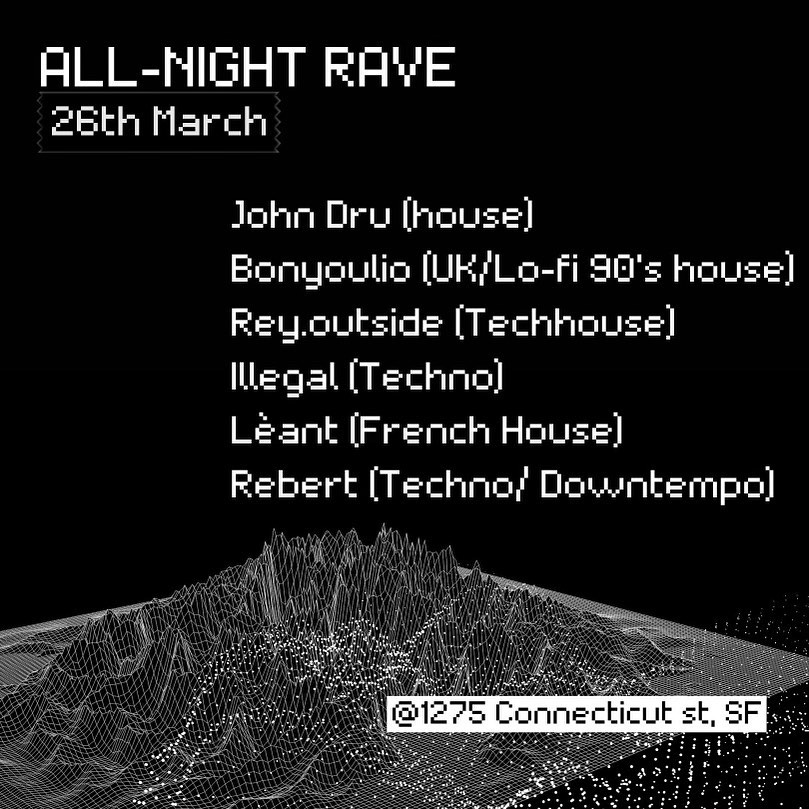 ALL-NIGHT RAVE
26th March
John Dru (house)
Bonyoulio (UK/Lo-fi 90's house)
Rey.outside (Techhouse)
Illegal (Techno)
Lèant (French House)
Rebert (Techno/ Downtempo)
@1275 Connecticut st, SF